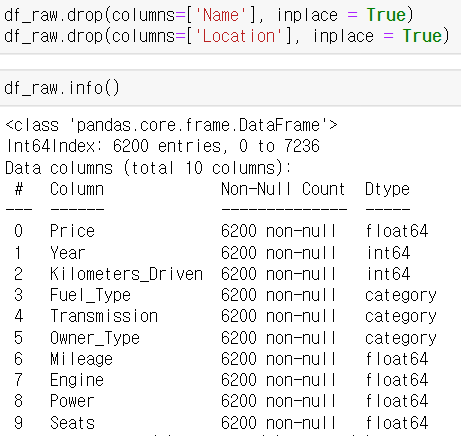 df_raw.drop(columns=['Name'], inplace = True)
df_raw.drop(columns=['Location'], inplace = True)
df_raw.info()
<class 'pandas.core.frame.DataFrame'>
Int64Index: 6200 entries, 0 to 7236
Data columns (total 10 columns):
 #   Column             Non-Null Count  Dtype
---  ------             --------------  -----
 0   Price              6200 non-null   float64
 1   Year               6200 non-null   int64
 2   Kilometers_Driven  6200 non-null   int64
 3   Fuel_Type          6200 non-null   category
 4   Transmission       6200 non-null   category
 5   Owner_Type         6200 non-null   category
 6   Mileage            6200 non-null   float64
 7   Engine             6200 non-null   float64
 8   Power              6200 non-null   float64
 9   Seats              6200 non-null   float64